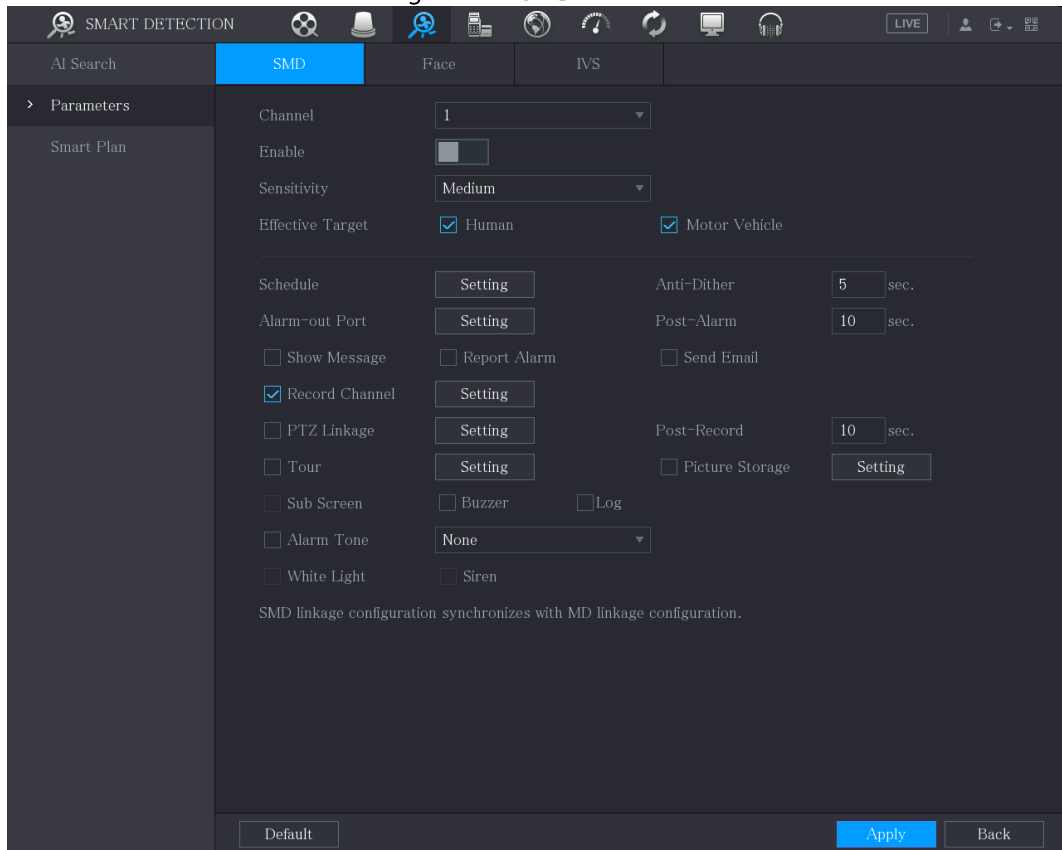 SMART DETECTION LIVE
AI Search SMD Face IVS
Parameters
Smart Plan
Channel 1
Enable
Sensitivity Medium
Effective Target Human Motor Vehicle
Schedule Setting Anti-Dither 5 sec.
Alarm-out Port Setting Post-Alarm 10 sec.
Show Message Report Alarm Send Email
Record Channel Setting
PTZ Linkage Setting Post-Record 10 sec.
Tour Setting Picture Storage Setting
Sub Screen Buzzer Log
Alarm Tone None
White Light Siren
SMD linkage configuration synchronizes with MD linkage configuration.
Default Apply Back